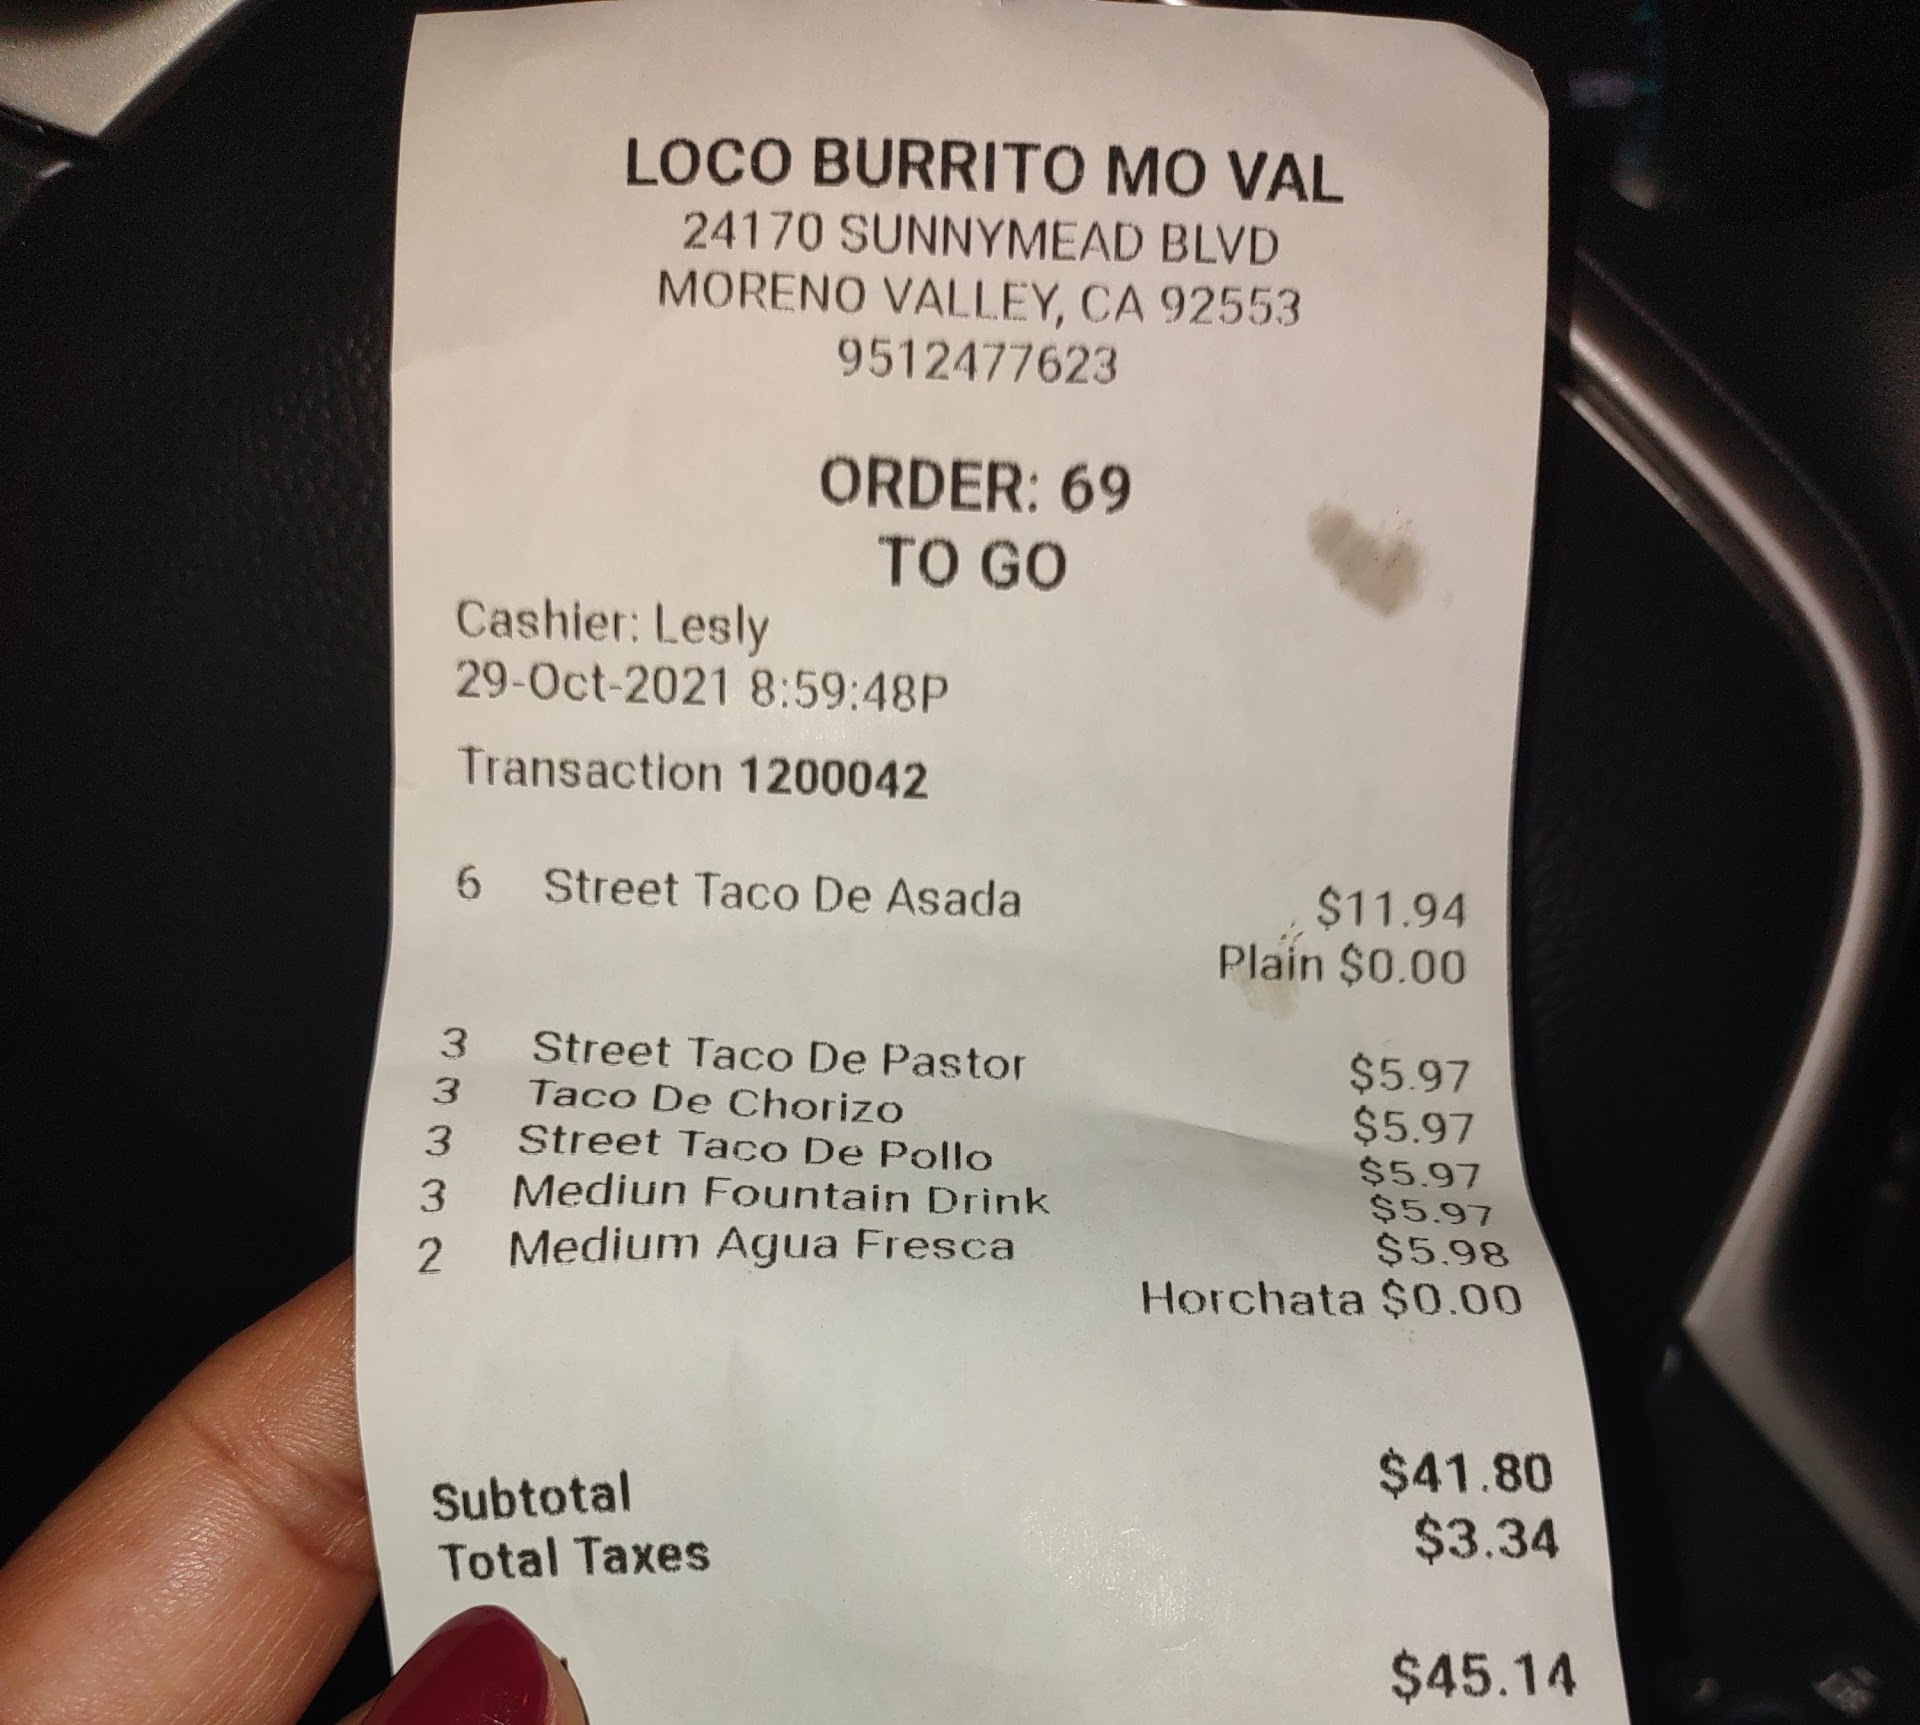 LOCO BURRITO MO VAL
24170 SUNNYMEAD BLVD
MORENO VALLEY, CA 92553
9512477623
ORDER: 69
TO GO
Cashier: Lesly
29-Oct-2021 8:59:48P
Transaction 1200042
6 Street Taco De Asada $11.94
Plain $0.00
3 Street Taco De Pastor $5.97
3 Taco De Chorizo $5.97
3 Street Taco De Pollo $5.97
3 Mediun Fountain Drink $5.97
2 Medium Agua Fresca $5.98
Horchata $0.00
Subtotal $41.80
Total Taxes $3.34
$45.14